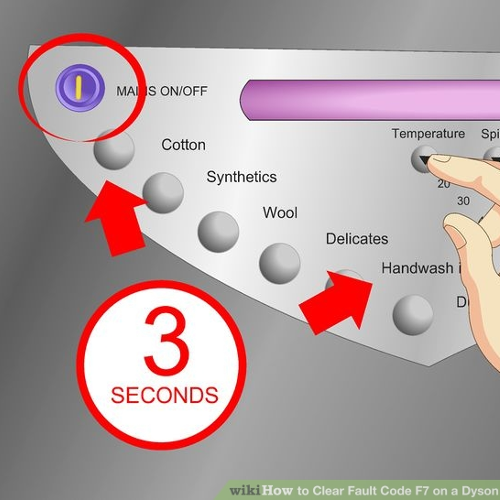 MAINS ON/OFF
Cotton
Synthetics
Wool
Delicates
Handwash
Temperature
Spi
20
30
3
SECONDS
wikiHow to Clear Fault Code F7 on a Dyson